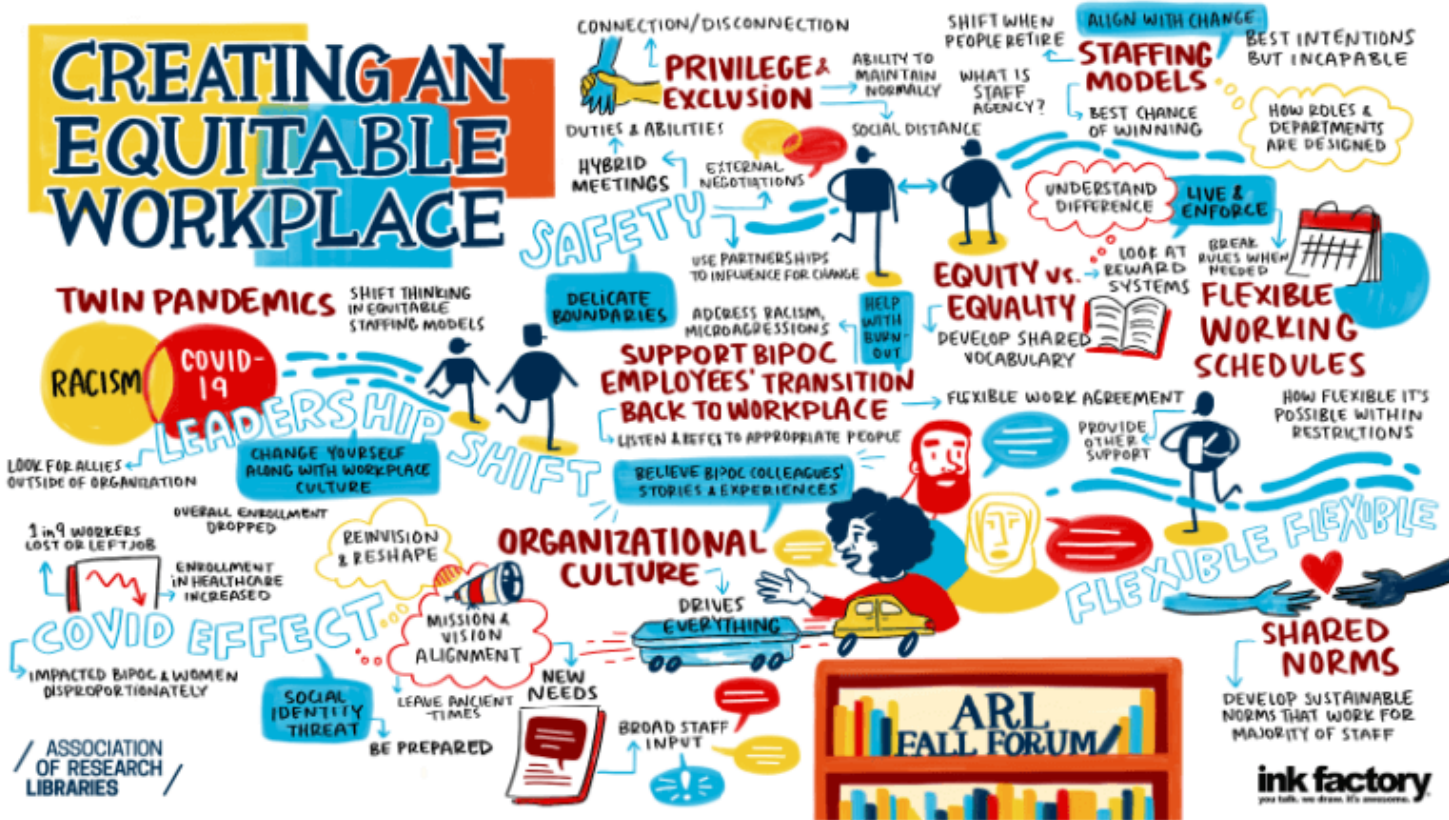 CREATING AN
EQUITABLE
WORKPLACE
CONNECTION/DISCONNECTION
PRIVILEGE &
EXCLUSION
ABILITY TO
MAINTAIN
NORMALLY
SOCIAL DISTANCE
DUTIES & ABILITIES
HYBRID
MEETINGS
EXTERNAL
NEGOTIATIONS
SAFETY
USE PARTNERSHIPS
TO INFLUENCE FOR CHANGE
DELICATE
BOUNDARIES
SHIFT WHEN
PEOPLE RETIRE
ALIGN WITH CHANGE
STAFFING
MODELS
BEST INTENTIONS
BUT INCAPABLE
WHAT IS
STAFF
AGENCY?
BEST CHANCE
OF WINNING
HOW ROLES &
DEPARTMENTS
ARE DESIGNED
UNDERSTAND
DIFFERENCE
LIVE &
ENFORCE
EQUITY VS.
EQUALITY
LOOK AT
REWARD
SYSTEMS
DEVELOP SHARED
VOCABULARY
BREAK
RULES WHEN
NEEDED
FLEXIBLE
WORKING
SCHEDULES
HOW FLEXIBLE IT'S
POSSIBLE WITHIN
RESTRICTIONS
TWIN PANDEMICS
SHIFT THINKING
IN EQUITABLE
STAFFING MODELS
RACISM
COVID-
19
LEADERSHIP SHIFT
LOOK FOR ALLIES
OUTSIDE OF ORGANIZATION
CHANGE YOURSELF
ALONG WITH WORKPLACE
CULTURE
ADDRESS RACISM,
MICROAGRESSIONS
HELP
WITH
BURN-
OUT
SUPPORT BIPOC
EMPLOYEES' TRANSITION
BACK TO WORKPLACE
FLEXIBLE WORK AGREEMENT
LISTEN & REFER TO APPROPRIATE PEOPLE
PROVIDE
OTHER
SUPPORT
BELIEVE BIPOC COLLEAGUES'
STORIES & EXPERIENCES
FLEXIBLE FLEXIBLE
1 in 9 WORKERS
LOST OR LEFT JOB
OVERALL ENROLLMENT
DROPPED
ENROLLMENT
IN HEALTHCARE
INCREASED
COVID EFFECT
IMPACTED BIPOC & WOMEN
DISPROPORTIONATELY
SOCIAL
IDENTITY
THREAT
BE PREPARED
REINVISION
& RESHAPE
MISSION &
VISION
ALIGNMENT
LEAVE ANCIENT
TIMES
ORGANIZATIONAL
CULTURE
DRIVES
EVERYTHING
NEW
NEEDS
BROAD STAFF
INPUT
ARL
FALL FORUM
SHARED
NORMS
DEVELOP SUSTAINABLE
NORMS THAT WORK FOR
MAJORITY OF STAFF
ASSOCIATION
OF RESEARCH
LIBRARIES
ink factory
you talk. we draw. it's awesome.